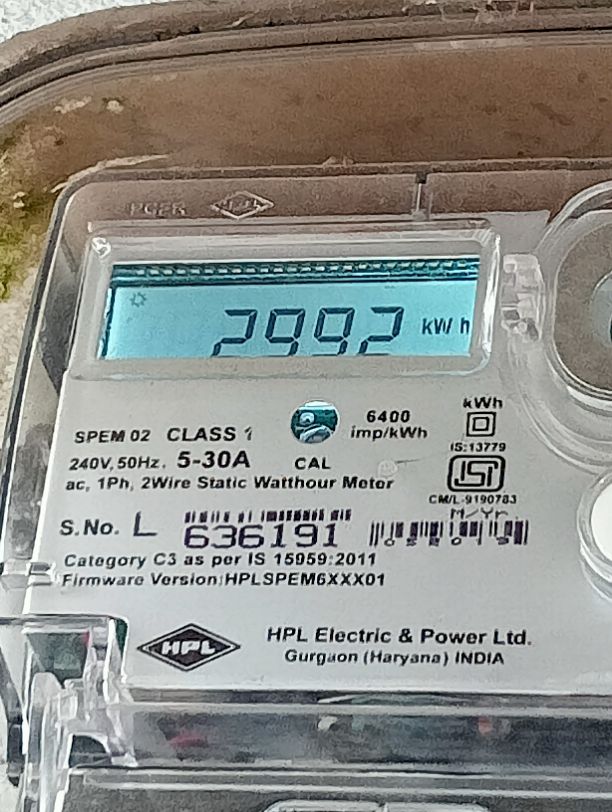 HPL
2992 kWh
6400
imp/kWh
kWh
SPEM 02 CLASS 1
IS:13779
240V, 50Hz. 5-30A
CAL
ac, 1Ph, 2Wire Static Watthour Meter
CM/L-9190783
M/Yr
S.No. L 636191
Category C3 as per IS 15959:2011
Firmware Version:HPLSPEM6XXX01
HPL
HPL Electric & Power Ltd.
Gurgaon (Haryana) INDIA